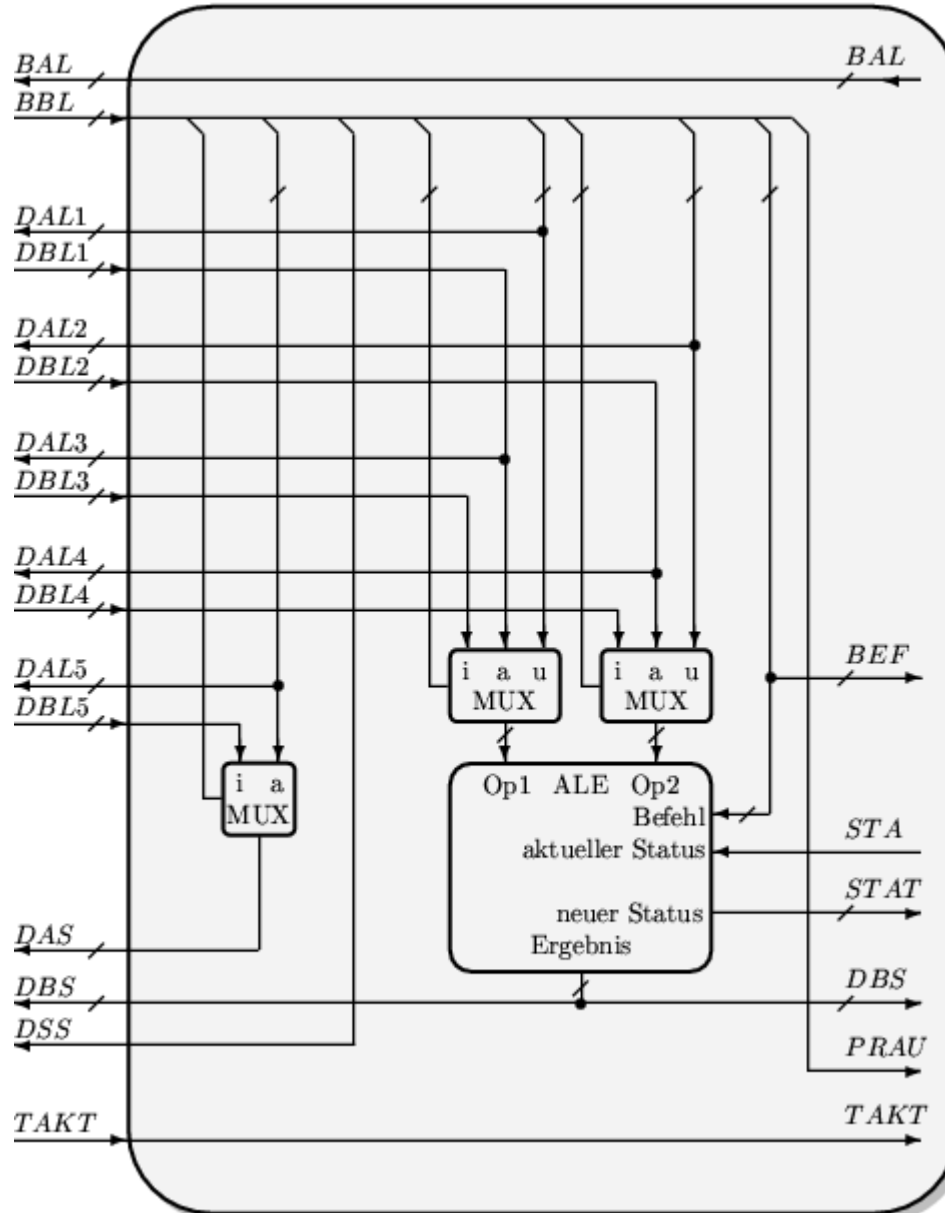 BAL BAL
BBL
DAL1
DBL1
DAL2
DBL2
DAL3
DBL3
DAL4
DBL4
i a u i a u
DAL5 BEF
MUX MUX
DBL5
i a Op1 ALE Op2
MUX Befehl
STA
aktueller Status
STAT
neuer Status
DAS Ergebnis
DBS DBS
DSS
PRAU
TAKT TAKT